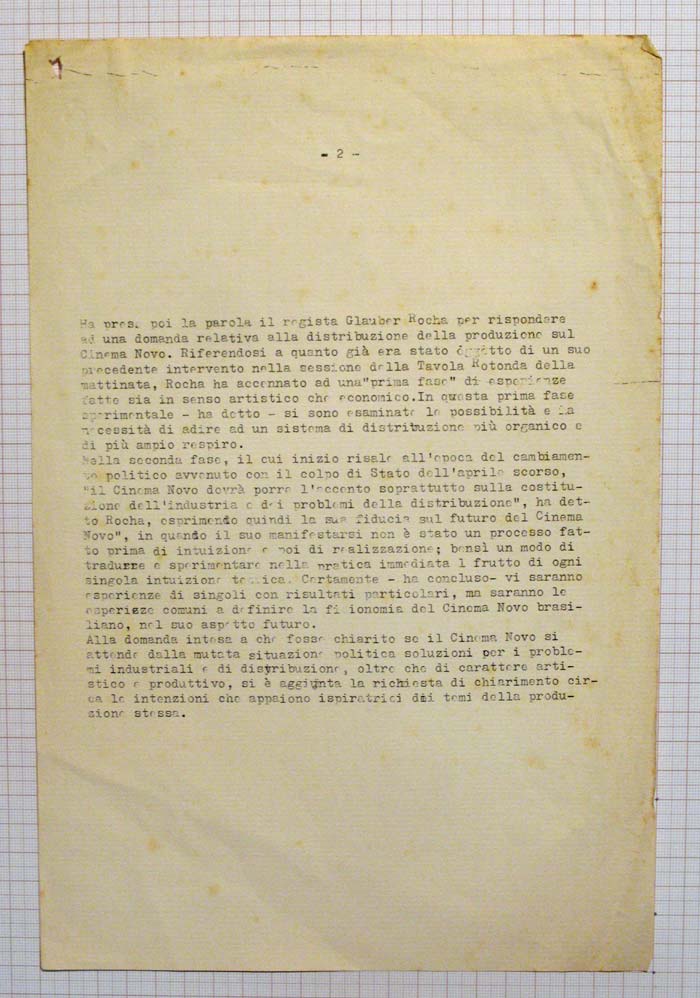 - 2 -
Ha pres. poi la parola il regista Glauber Rocha per rispondere
ad una domanda relativa alla distribuzione della produzione sul
Cinema Novo. Riferendosi a quanto già era stato oggetto di un suo
precedente intervento nella sessione della Tavola Rotonda della
mattinata, Rocha ha accennato ad una"prima fase" di esperienze
fatte sia in senso artistico che economico.In questa prima fase
sperimentale - ha detto - si sono esaminate le possibilità e la
necessità di adire ad un sistema di distribuzione più organico e
di più ampio respiro.
Nella seconda fase, il cui inizio risale all'epoca del cambiamen-
to politico avvenuto con il colpo di Stato dell'aprile scorso,
"il Cinema Novo dovrà porre l'accento soprattutto sulla costitu-
zione dell'industria e dei problemi della distribuzione", ha det-
to Rocha, esprimendo quindi la sua fiducia sul futuro del Cinema
Novo", in quando il suo manifestarsi non è stato un processo fat-
to prima di intuizione e poi di realizzazione; bensì un modo di
tradurre e sperimentare nella pratica immediata l frutto di ogni
singola intuizione tecnica. Certamente - ha concluso- vi saranno
esperienze di singoli con risultati particolari, ma saranno le
esperieze comuni a definire la fi ionomia del Cinema Novo brasi-
liano, nel suo aspetto futuro.
Alla domanda intesa a che fosse chiarito se il Cinema Novo si
attende dalla mutata situazione politica soluzioni per i proble-
mi industriali e di distribuzione, oltre che di carattere arti-
stico e produttivo, si è aggiunta la richiesta di chiarimento cir-
ca le intenzioni che appaiono ispiratrici dei temi della produ-
zione stessa.